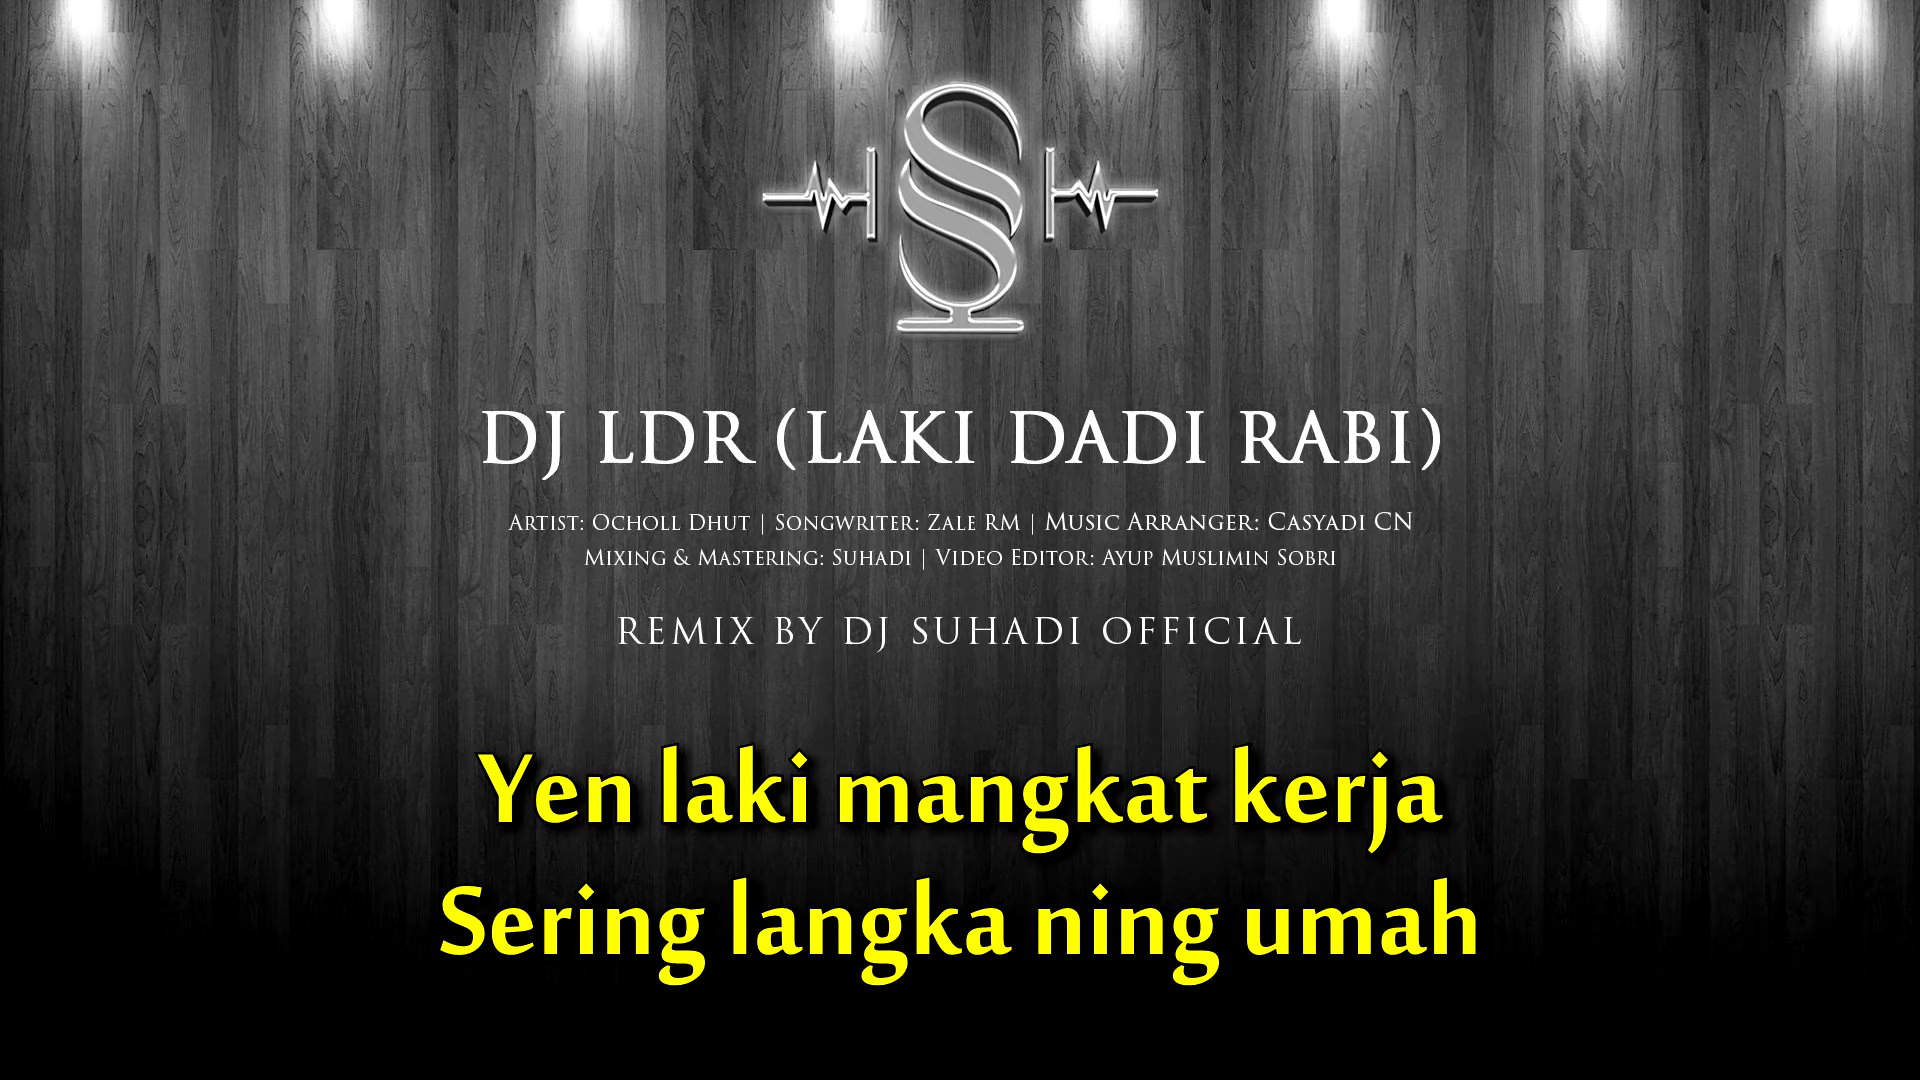 DJ LDR (LAKI DADI RABI)
Artist: Ocholl Dhut | Songwriter: Zale RM | Music Arranger: Casyadi CN
Mixing & Mastering: Suhadi | Video Editor: Ayup Muslimin Sobri
REMIX BY DJ SUHADI OFFICIAL
Yen laki mangkat kerja
Sering langka ning umah